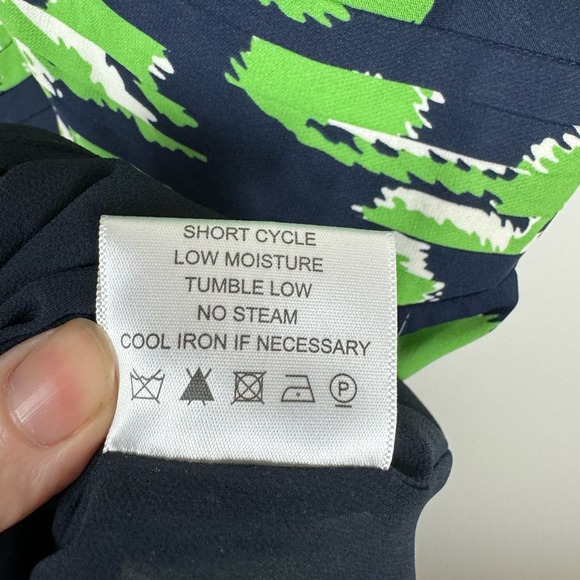 SHORT CYCLE
LOW MOISTURE
TUMBLE LOW
NO STEAM
COOL IRON IF NECESSARY
P